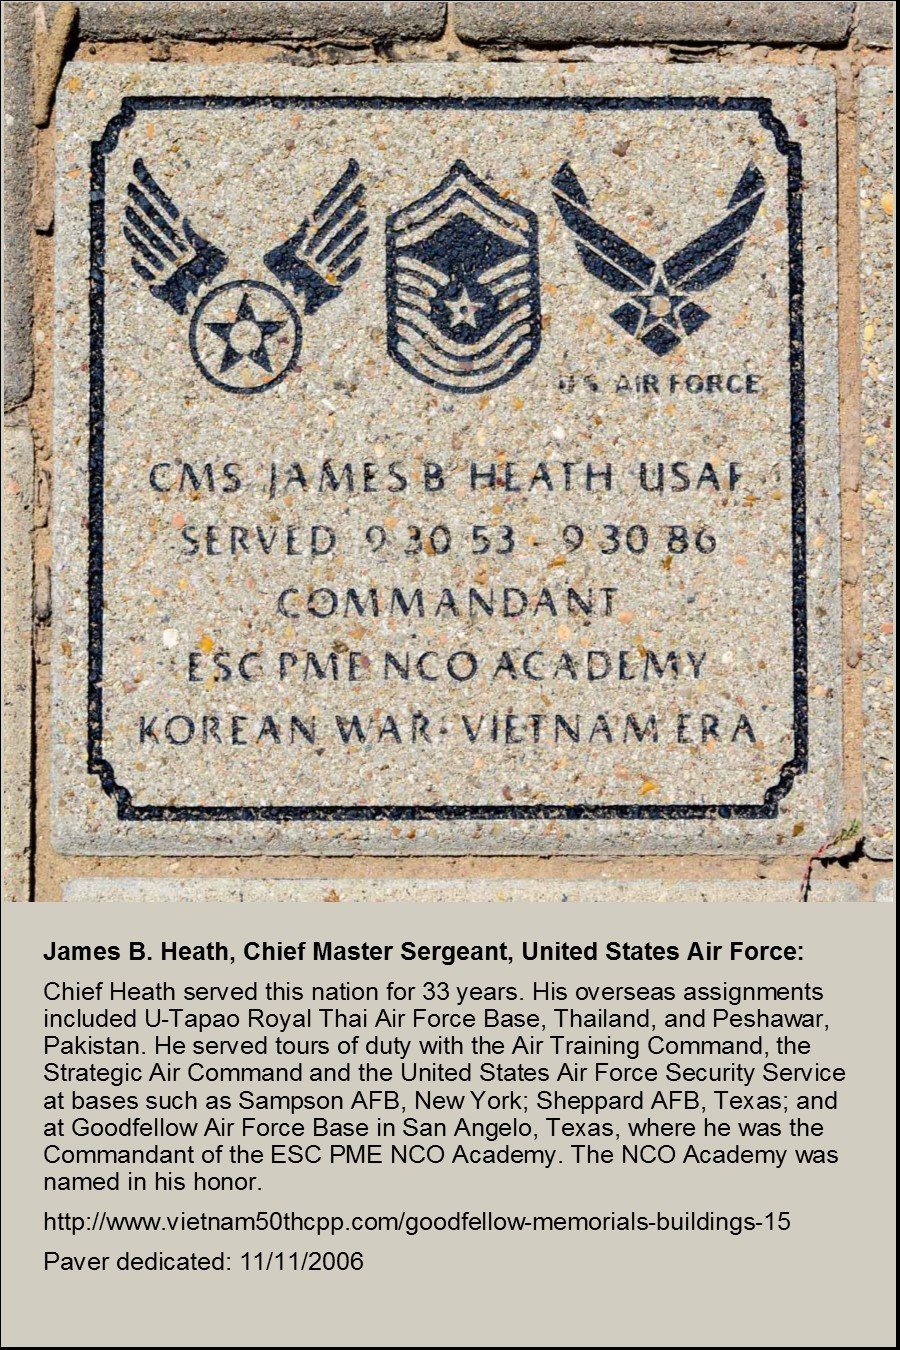 U.S. AIR FORCE
CMS JAMES B HEATH USAF
SERVED 9 30 53 - 9 30 86
COMMANDANT
ESC PME NCO ACADEMY
KOREAN WAR - VIETNAM ERA
James B. Heath, Chief Master Sergeant, United States Air Force:
Chief Heath served this nation for 33 years. His overseas assignments
included U-Tapao Royal Thai Air Force Base, Thailand, and Peshawar,
Pakistan. He served tours of duty with the Air Training Command, the
Strategic Air Command and the United States Air Force Security Service
at bases such as Sampson AFB, New York; Sheppard AFB, Texas; and
at Goodfellow Air Force Base in San Angelo, Texas, where he was the
Commandant of the ESC PME NCO Academy. The NCO Academy was
named in his honor.
http://www.vietnam50thcpp.com/goodfellow-memorials-buildings-15
Paver dedicated: 11/11/2006